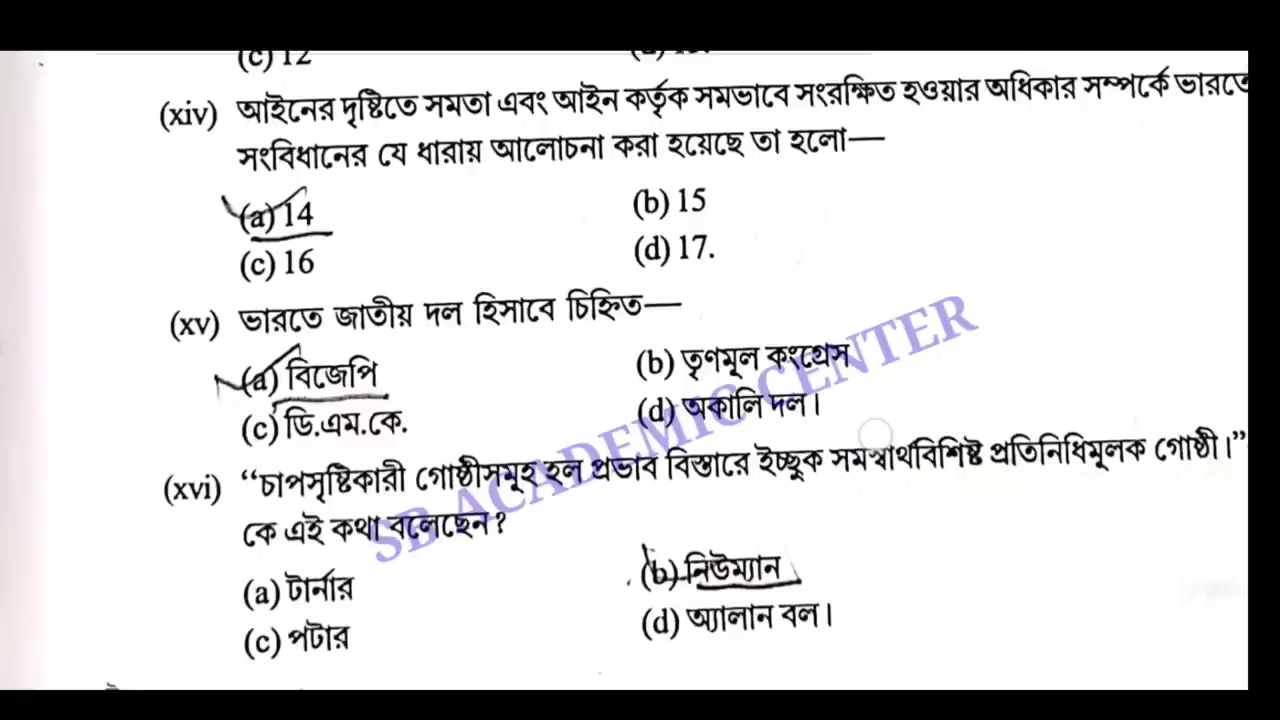 (c) 12
(xiv) আইনের দৃষ্টিতে সমতা এবং আইন কর্তৃক সমভাবে সংরক্ষিত হওয়ার অধিকার সম্পর্কে ভারতে
সংবিধানের যে ধারায় আলোচনা করা হয়েছে তা হলো—
(a) 14 (b) 15
(c) 16 (d) 17.
(xv) ভারতে জাতীয় দল হিসাবে চিহ্নিত—
(a) বিজেপি (b) তৃণমূল কংগ্রেস
(c) ডি.এম.কে. (d) অকালি দল।
(xvi) “চাপসৃষ্টিকারী গোষ্ঠীসমূহ হল প্রভাব বিস্তারে ইচ্ছুক সমস্বার্থবিশিষ্ট প্রতিনিধিমূলক গোষ্ঠী।”
কে এই কথা বলেছেন?
(a) টার্নার (b) নিউম্যান
(c) পটার (d) অ্যালান বল।
SB ACADEMIC CENTER